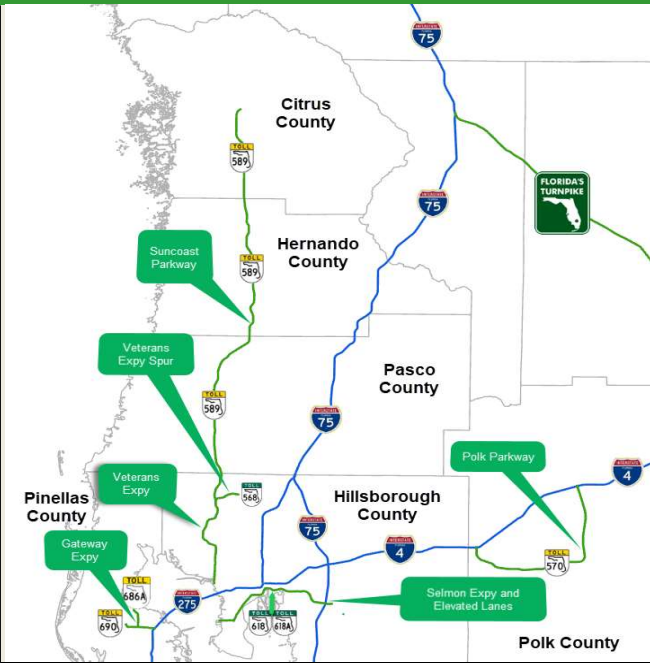 75
Citrus
County
TOLL
589
FLORIDA'S
TURNPIKE
75
Hernando
County
Suncoast
Parkway
TOLL
589
Veterans
Expy Spur
Pasco
County
TOLL
589
75
Polk Parkway
4
Veterans
Expy
TOLL
568
Pinellas
County
Hillsborough
County
75
Gateway
Expy
4
TOLL
570
TOLL
686A
275
Selmon Expy and
Elevated Lanes
TOLL
690
TOLL TOLL
618 618A
Polk County